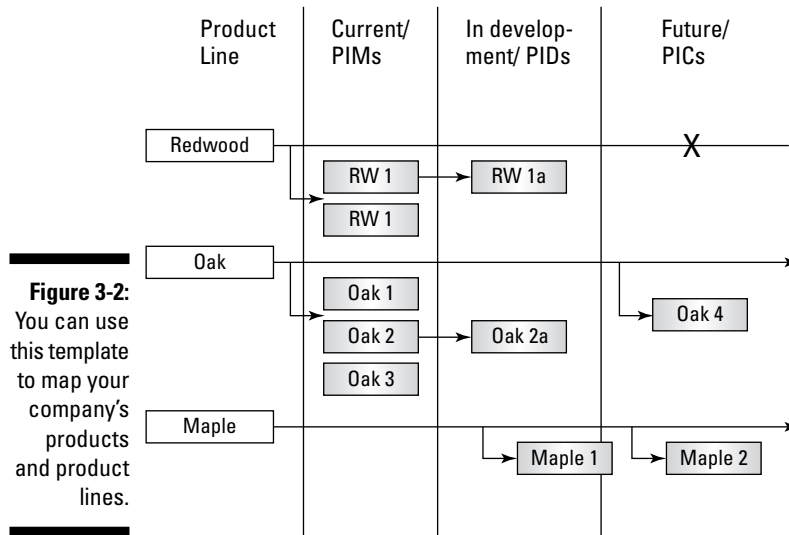 Product
Line
Current/
PIMs
In develop-
ment/ PIDs
Future/
PICs
Redwood
X
RW 1
RW 1a
RW 1
Oak
Oak 1
Oak 4
Oak 2
Oak 2a
Oak 3
Maple
Maple 1
Maple 2
Figure 3-2:
You can use
this template
to map your
company’s
products
and product
lines.